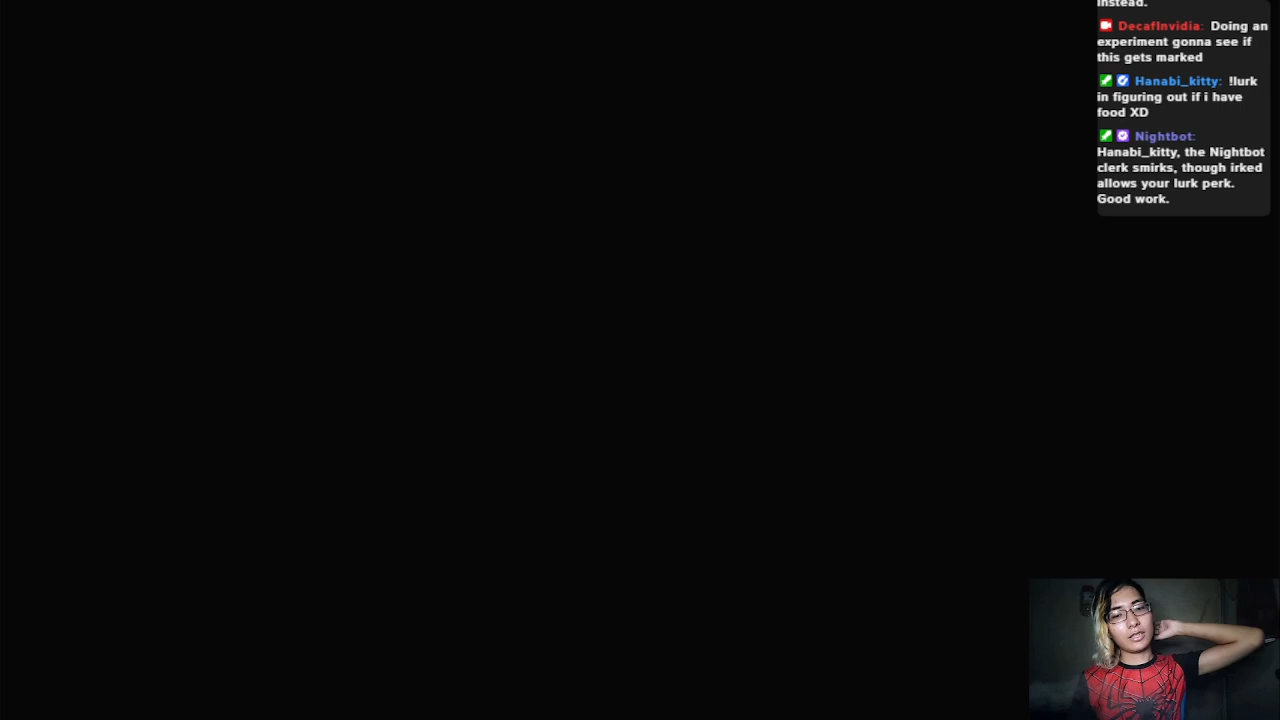 instead.
DecafInvidia: Doing an
experiment gonna see if
this gets marked
Hanabi_kitty: !lurk
in figuring out if i have
food XD
Nightbot:
Hanabi_kitty, the Nightbot
clerk smirks, though irked
allows your lurk perk.
Good work.